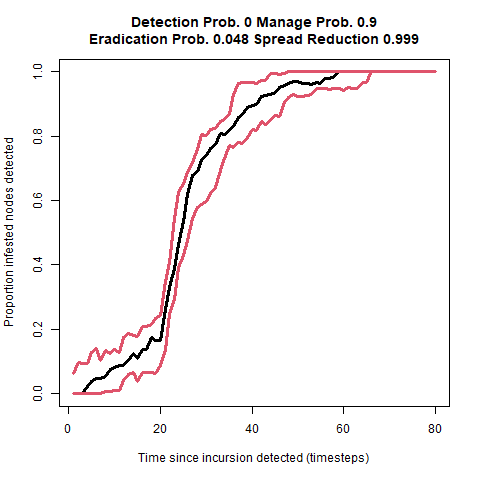 Detection Prob. 0 Manage Prob. 0.9
Eradication Prob. 0.048 Spread Reduction 0.999
Proportion infested nodes detected
1.0
0.8
0.6
0.4
0.2
0.0
0 20 40 60 80
Time since incursion detected (timesteps)